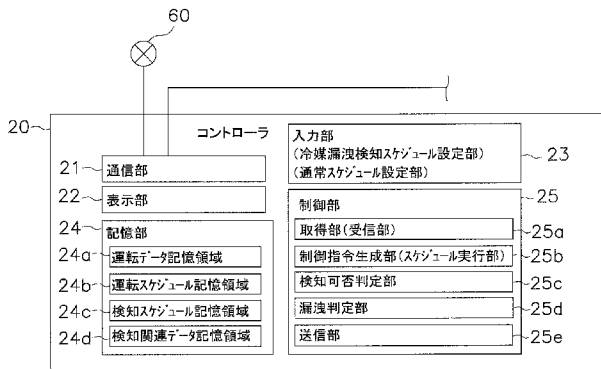 60
20
コントローラ
21
通信部
22
表示部
24
記憶部
24a
運転データ記憶領域
24b
運転スケジュール記憶領域
24c
検知スケジュール記憶領域
24d
検知関連データ記憶領域
入力部
(冷媒漏洩検知スケジュール設定部)
(通常スケジュール設定部)
23
制御部
25
取得部(受信部)
25a
制御指令生成部(スケジュール実行部)
25b
検知可否判定部
25c
漏洩判定部
25d
送信部
25e